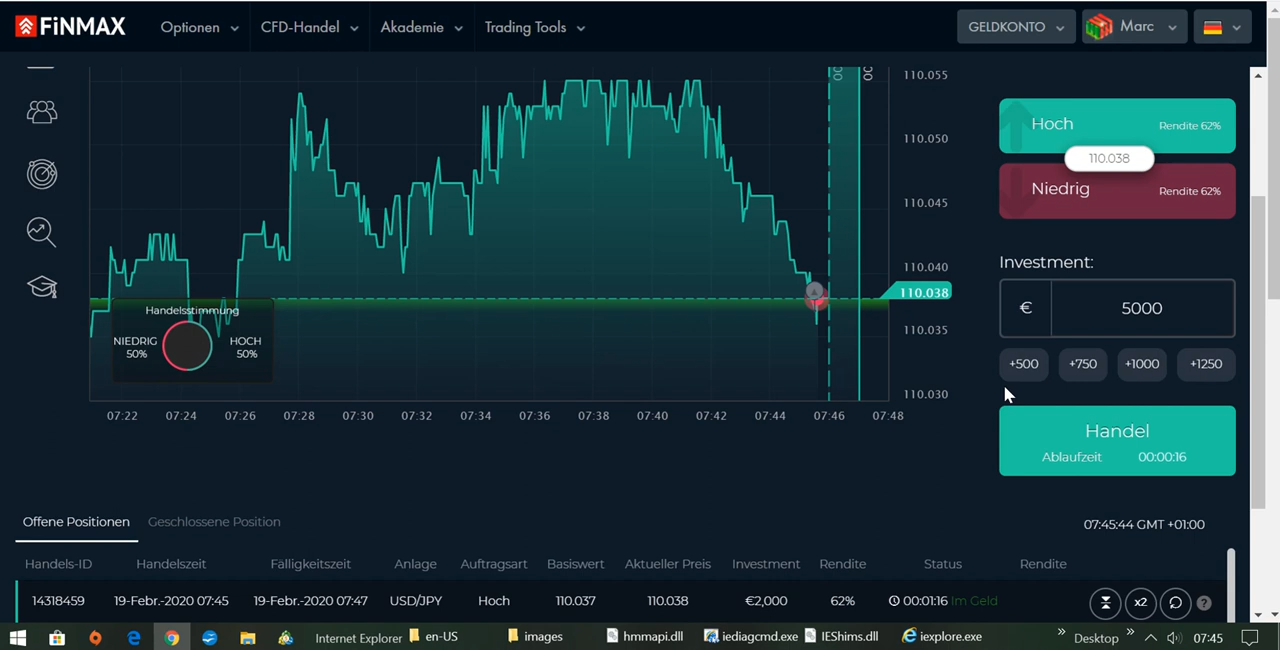 FiNMAX Optionen CFD-Handel Akademie Trading Tools GELDKONTO Marc
110.055
110.050
110.045
110.040
110.038
110.035
110.030
00
00
Handelsstimmung
NIEDRIG
50%
HOCH
50%
07:22 07:24 07:26 07:28 07:30 07:32 07:34 07:36 07:38 07:40 07:42 07:44 07:46 07:48
Hoch Rendite 62%
110.038
Niedrig Rendite 62%
Investment:
€ 5000
+500 +750 +1000 +1250
Handel
Ablaufzeit 00:00:16
Offene Positionen Geschlossene Position 07:45:44 GMT +01:00
Handels-ID Handelszeit Fälligkeitszeit Anlage Auftragsart Basiswert Aktueller Preis Investment Rendite Status Rendite
14318459 19-Febr.-2020 07:45 19-Febr.-2020 07:47 USD/JPY Hoch 110.037 110.038 €2,000 62% 00:01:16 Im Geld x2 ?
Internet Explorer en-US images hmmapi.dll iediagcmd.exe IEShims.dll iexplore.exe » Desktop » 07:45